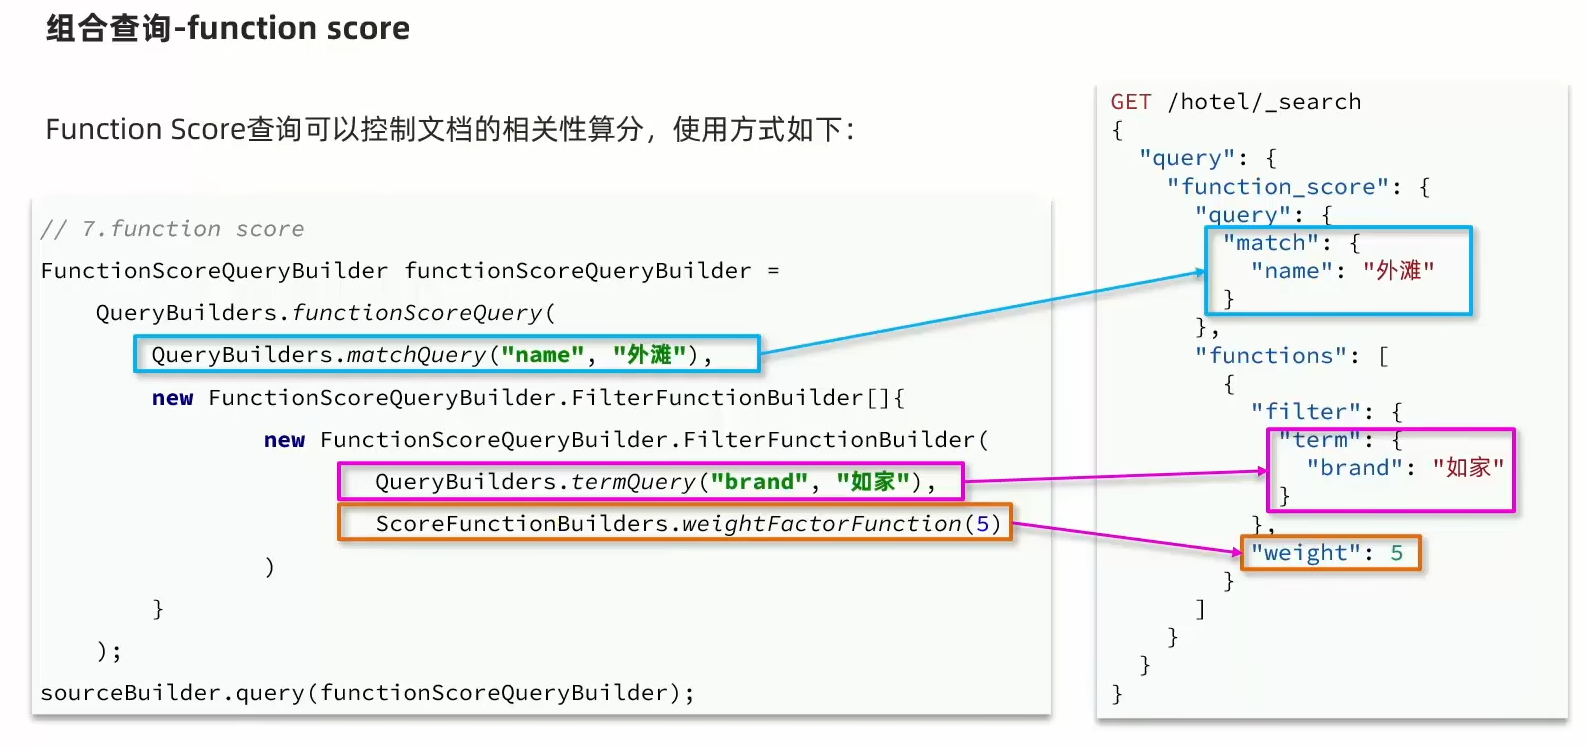 组合查询-function score
Function Score查询可以控制文档的相关性算分，使用方式如下：
// 7.function score
FunctionScoreQueryBuilder functionScoreQueryBuilder =
QueryBuilders.functionScoreQuery(
QueryBuilders.matchQuery("name", "外滩"),
new FunctionScoreQueryBuilder.FilterFunctionBuilder[]{
new FunctionScoreQueryBuilder.FilterFunctionBuilder(
QueryBuilders.termQuery("brand", "如家"),
ScoreFunctionBuilders.weightFactorFunction(5)
)
}
);
sourceBuilder.query(functionScoreQueryBuilder);
GET /hotel/_search
{
"query": {
"function_score": {
"query": {
"match": {
"name": "外滩"
}
},
"functions": [
{
"filter": {
"term": {
"brand": "如家"
}
},
"weight": 5
}
]
}
}
}